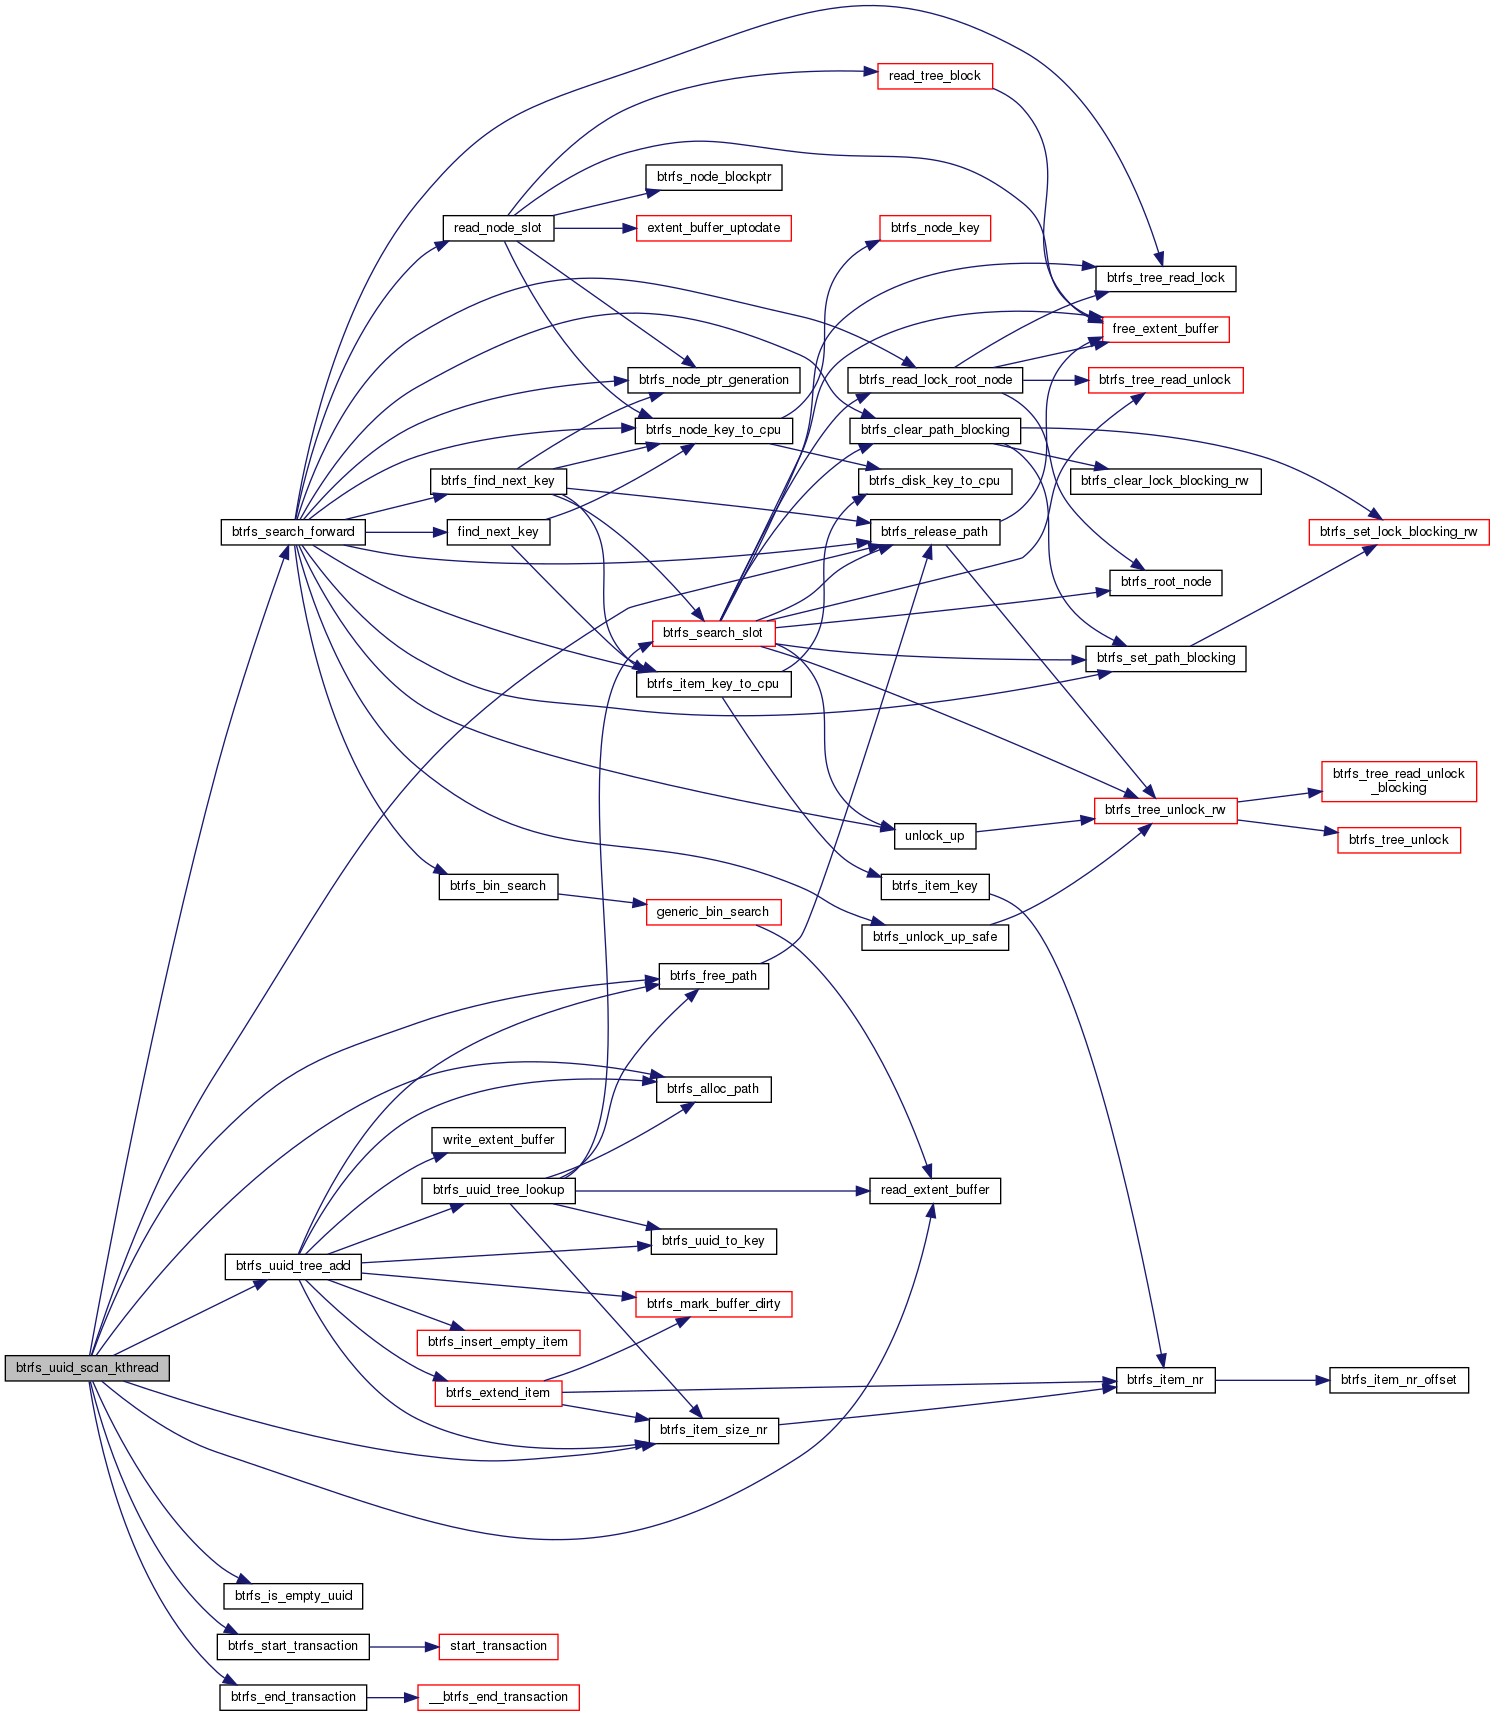 read_tree_block
btrfs_node_blockptr
read_node_slot
extent_buffer_uptodate
btrfs_node_key
btrfs_tree_read_lock
free_extent_buffer
btrfs_node_ptr_generation
btrfs_read_lock_root_node
btrfs_tree_read_unlock
btrfs_node_key_to_cpu
btrfs_clear_path_blocking
btrfs_find_next_key
btrfs_disk_key_to_cpu
btrfs_clear_lock_blocking_rw
btrfs_search_forward
find_next_key
btrfs_release_path
btrfs_set_lock_blocking_rw
btrfs_root_node
btrfs_search_slot
btrfs_set_path_blocking
btrfs_item_key_to_cpu
btrfs_tree_read_unlock
_blocking
btrfs_tree_unlock_rw
unlock_up
btrfs_tree_unlock
btrfs_bin_search
btrfs_item_key
generic_bin_search
btrfs_unlock_up_safe
btrfs_free_path
btrfs_alloc_path
write_extent_buffer
btrfs_uuid_tree_lookup
read_extent_buffer
btrfs_uuid_to_key
btrfs_uuid_tree_add
btrfs_mark_buffer_dirty
btrfs_insert_empty_item
btrfs_uuid_scan_kthread
btrfs_extend_item
btrfs_item_nr
btrfs_item_nr_offset
btrfs_item_size_nr
btrfs_is_empty_uuid
btrfs_start_transaction
start_transaction
btrfs_end_transaction
__btrfs_end_transaction